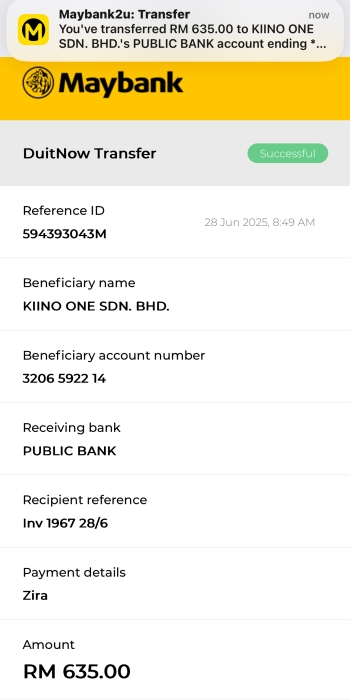 Maybank2u: Transfer
now
You've transferred RM 635.00 to KIINO ONE
SDN. BHD.'s PUBLIC BANK account ending *...
Maybank
DuitNow Transfer
Successful
Reference ID
28 Jun 2025, 8:49 AM
594393043M
Beneficiary name
KIINO ONE SDN. BHD.
Beneficiary account number
3206 5922 14
Receiving bank
PUBLIC BANK
Recipient reference
Inv 1967 28/6
Payment details
Zira
Amount
RM 635.00